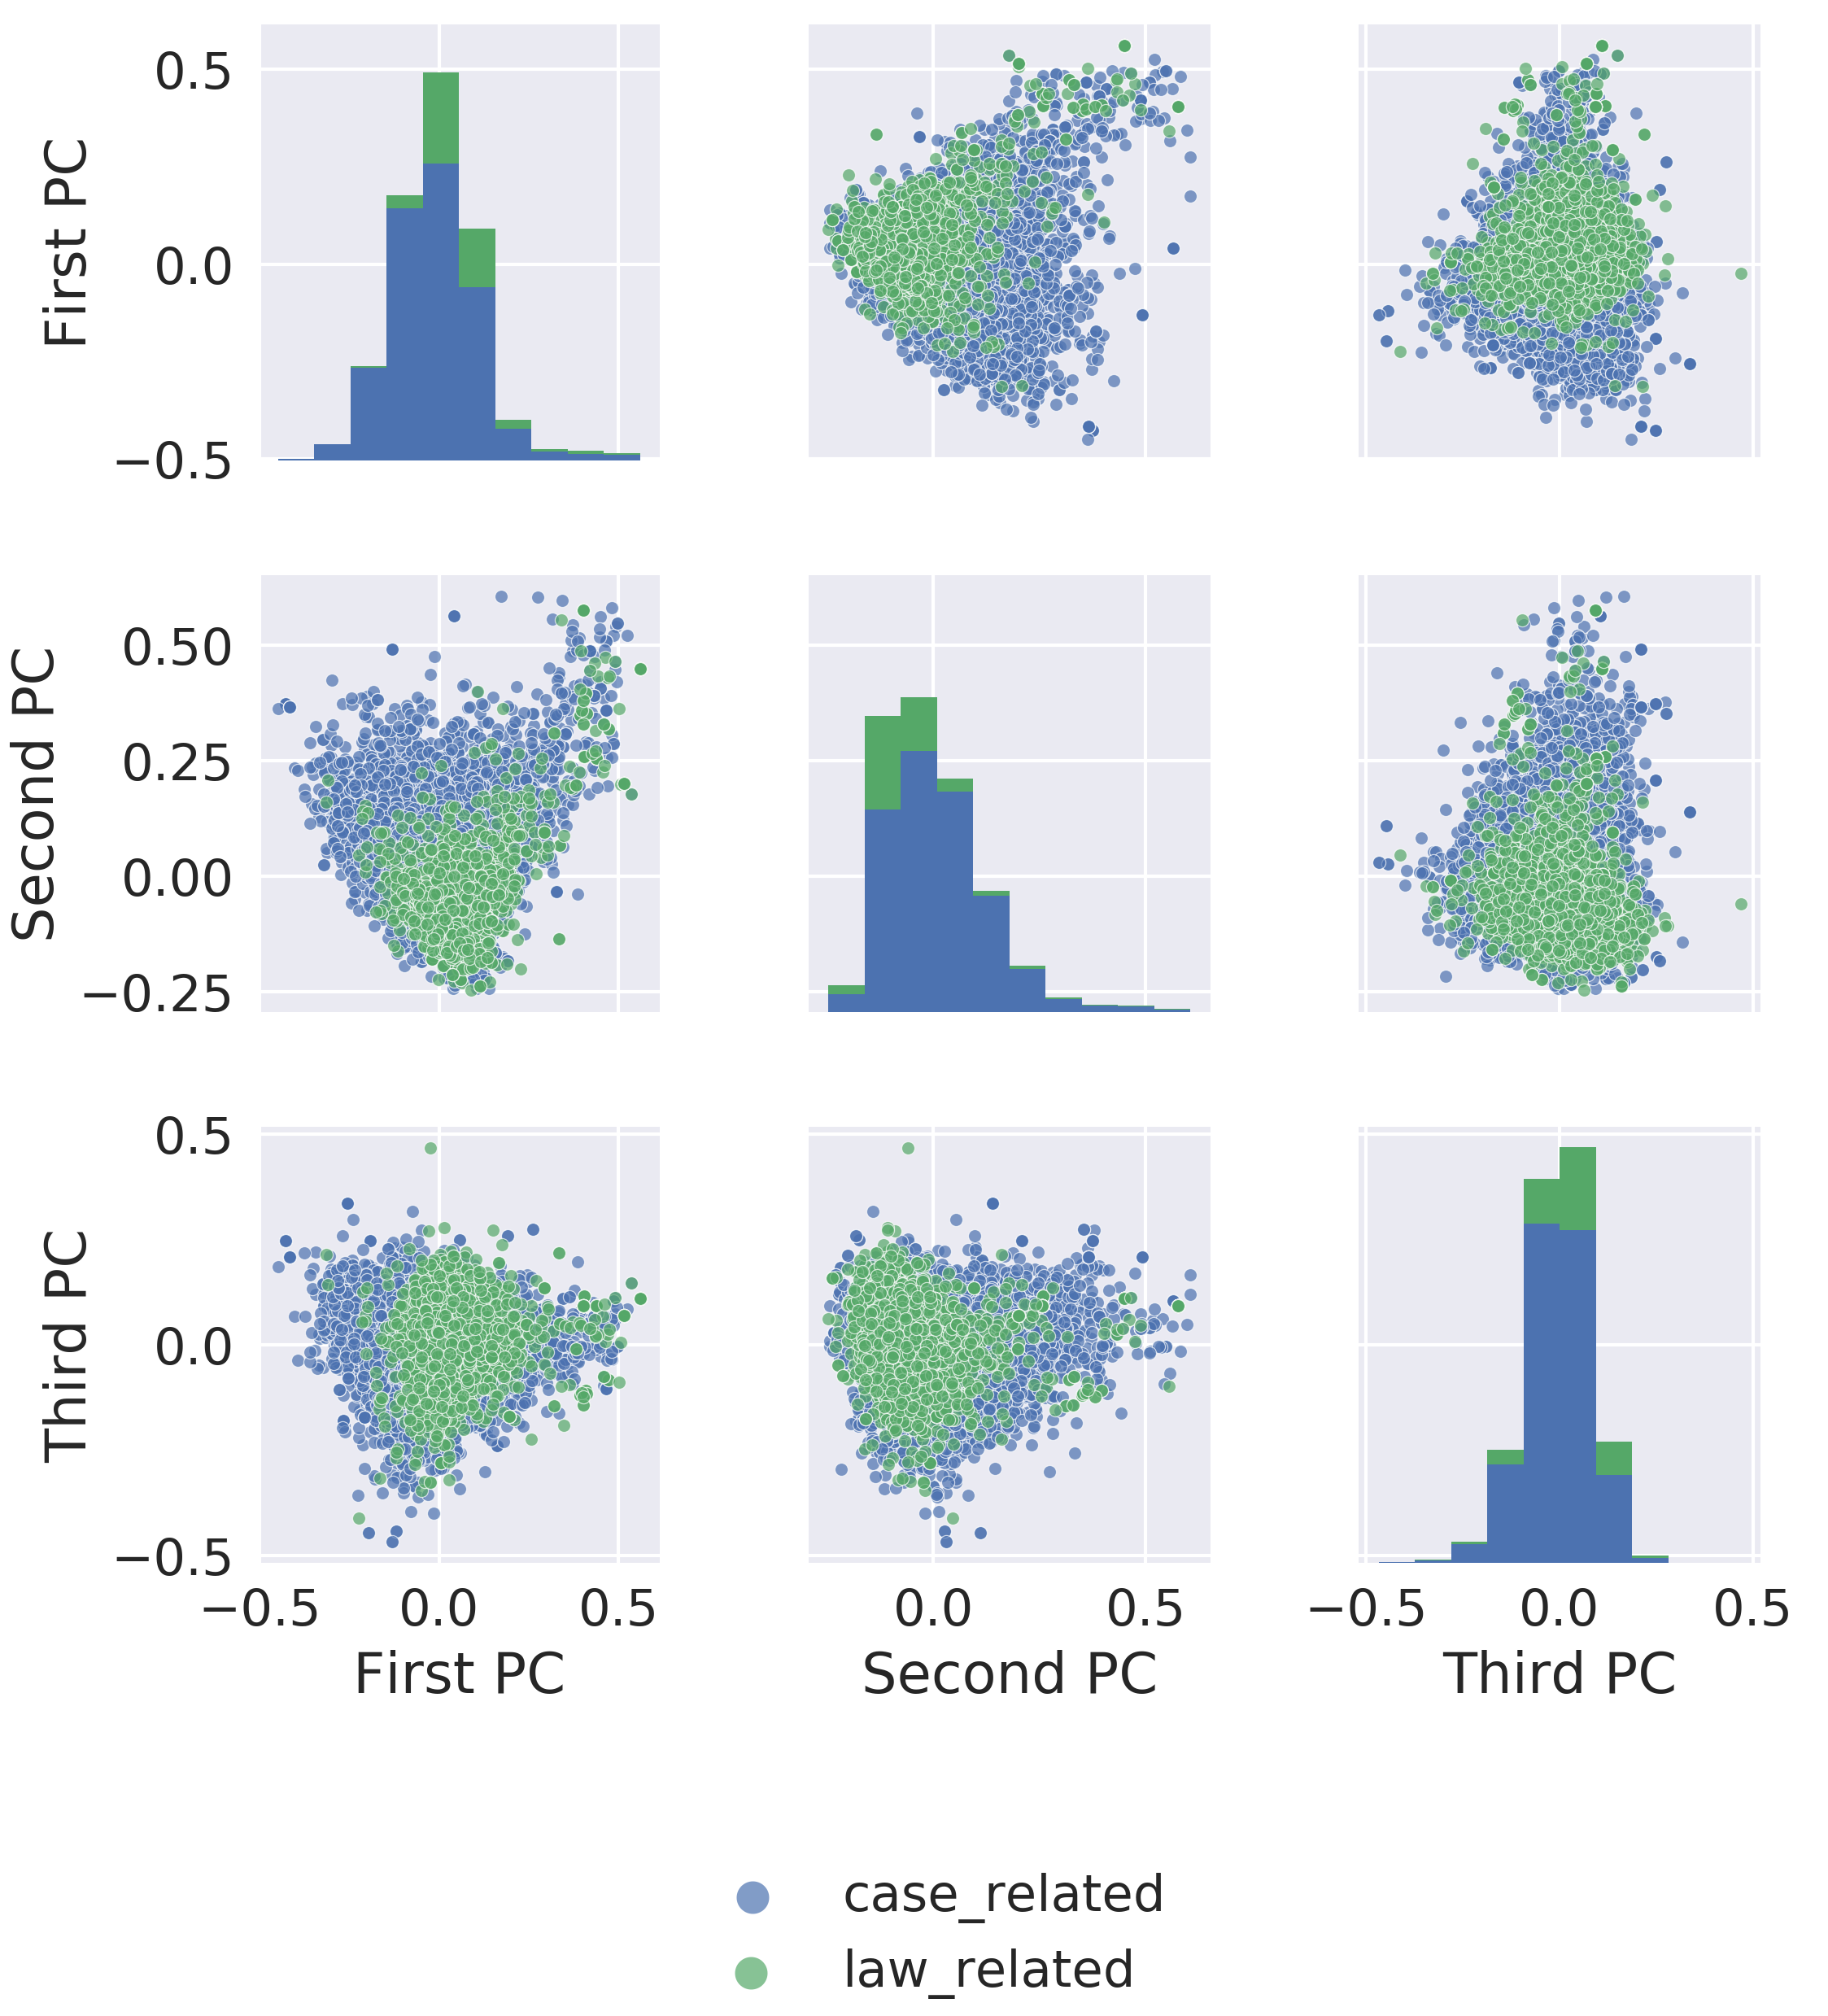 First PC
0.5
0.0
−0.5
Second PC
0.50
0.25
0.00
−0.25
Third PC
0.5
0.0
−0.5
−0.5 0.0 0.5 0.0 0.5 −0.5 0.0 0.5
First PC Second PC Third PC
case_related
law_related